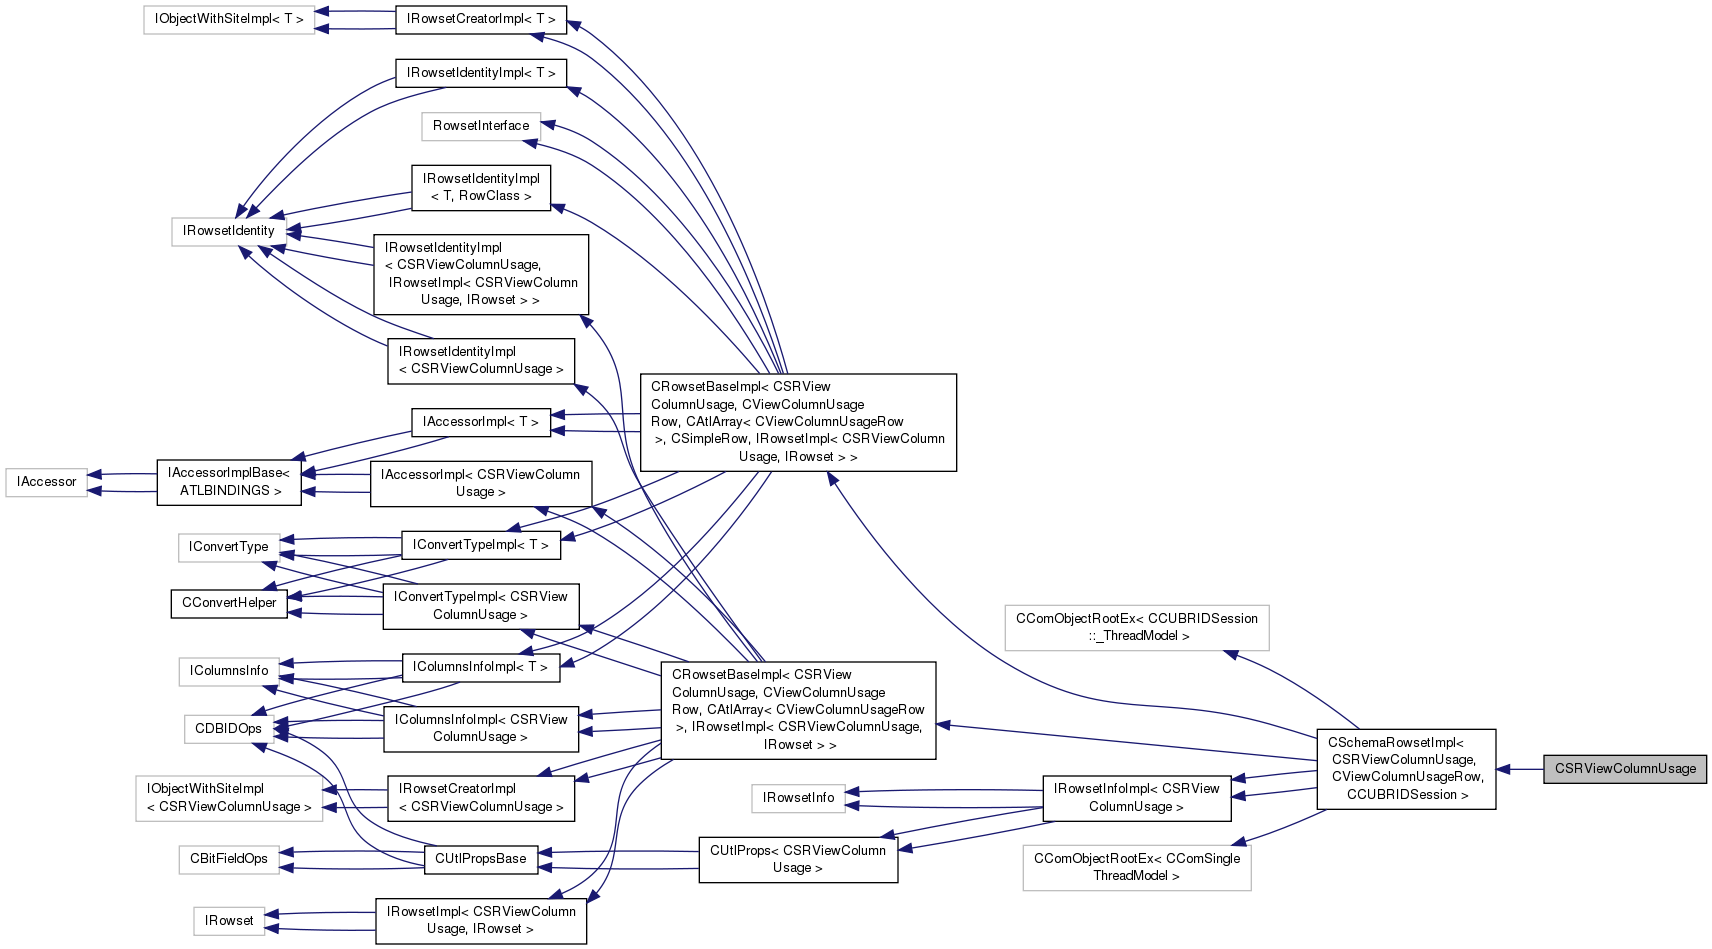 IObjectWithSiteImpl< T >
IRowsetCreatorImpl< T >
IRowsetIdentityImpl< T >
RowsetInterface
IRowsetIdentityImpl
< T, RowClass >
IRowsetIdentity
IRowsetIdentityImpl
< CSRViewColumnUsage,
IRowsetImpl< CSRViewColumn
Usage, IRowset > >
IRowsetIdentityImpl
< CSRViewColumnUsage >
CRowsetBaseImpl< CSRView
ColumnUsage, CViewColumnUsage
Row, CAtlArray< CViewColumnUsageRow
>, CSimpleRow, IRowsetImpl< CSRViewColumn
Usage, IRowset > >
IAccessorImpl< T >
IAccessor
IAccessorImplBase<
ATLBINDINGS >
IAccessorImpl< CSRViewColumn
Usage >
IConvertType
IConvertTypeImpl< T >
CConvertHelper
IConvertTypeImpl< CSRView
ColumnUsage >
CComObjectRootEx< CCUBRIDSession
::_ThreadModel >
IColumnsInfo
IColumnsInfoImpl< T >
CDBIDOps
IColumnsInfoImpl< CSRView
ColumnUsage >
CRowsetBaseImpl< CSRView
ColumnUsage, CViewColumnUsage
Row, CAtlArray< CViewColumnUsageRow
>, IRowsetImpl< CSRViewColumnUsage,
IRowset > >
CSchemaRowsetImpl<
CSRViewColumnUsage,
CViewColumnUsageRow,
CCUBRIDSession >
CSRViewColumnUsage
IObjectWithSiteImpl
< CSRViewColumnUsage >
IRowsetCreatorImpl
< CSRViewColumnUsage >
IRowsetInfo
IRowsetInfoImpl< CSRView
ColumnUsage >
CBitFieldOps
CUtlPropsBase
CUtlProps< CSRViewColumn
Usage >
CComObjectRootEx< CComSingle
ThreadModel >
IRowset
IRowsetImpl< CSRViewColumn
Usage, IRowset >